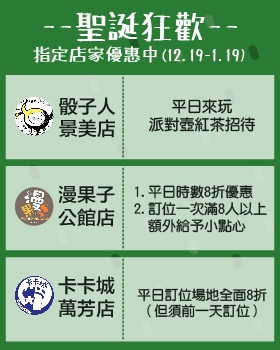 --聖誕狂歡--
指定店家優惠中(12.19-1.19)
骰子人
景美店
平日來玩
派對壺紅茶招待
漫果子
公館店
1.平日時數8折優惠
2.訂位一次滿8人以上
額外給予小點心
卡卡城
萬芳店
平日訂位場地全面8折
(但須前一天訂位)